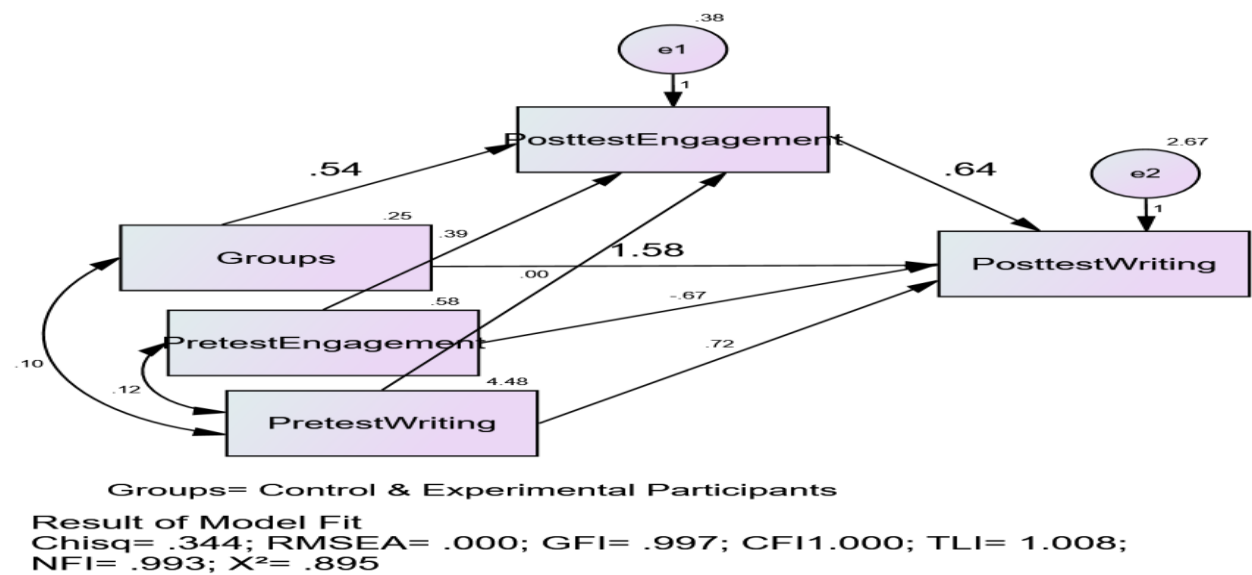 .38
e1
1
PosttestEngagement
2.67
e2
1
.54
.64
.25
.39
Groups
1.58
.00
PosttestWriting
.58
-.67
PretestEngagement
.72
.10
.12
4.48
PretestWriting
Groups= Control & Experimental Participants
Result of Model Fit
Chisq= .344; RMSEA= .000; GFI= .997; CFI1.000; TLI= 1.008;
NFI= .993; X²= .895